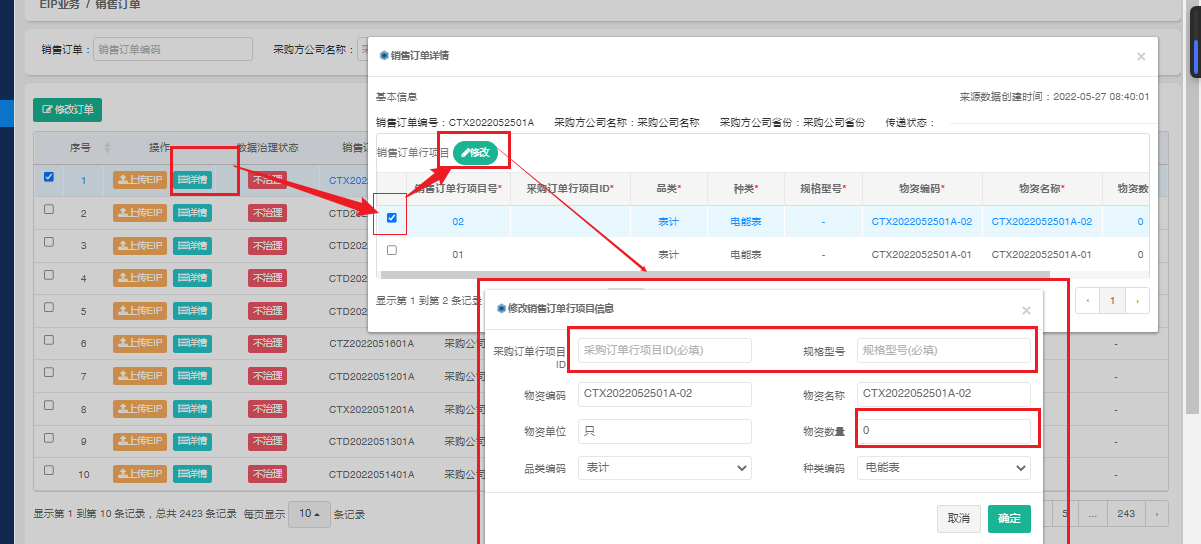 EIP业务 / 销售订单
销售订单： 销售订单编码 采购方公司名称：
修改订单
序号 操作 数据治理状态
1 上传EIP 详情 不治理 CTX202
2 上传EIP 详情 不治理 CTD202
3 上传EIP 详情 不治理 CTD202
4 上传EIP 详情 不治理 CTD202
5 上传EIP 详情 不治理 CTD202
6 上传EIP 详情 不治理 CTZ2022051601A 采购公司 -
7 上传EIP 详情 不治理 CTD2022051201A 采购公司 -
8 上传EIP 详情 不治理 CTX2022051201A 采购公司 -
9 上传EIP 详情 不治理 CTD2022051301A 采购公司 -
10 上传EIP 详情 不治理 CTD2022051401A 采购公司 -
显示第 1 到第 10 条记录，总共 2423 条记录 每页显示 10 条记录
5 ... 243 ›
销售订单详情 ×
基本信息 来源数据创建时间：2022-05-27 08:40:01
销售订单编号：CTX2022052501A 采购方公司名称：采购公司名称 采购方公司省份：采购公司省份 传递状态：
销售订单行项目 修改
销售订单行项目号* 采购订单行项目ID* 品类* 种类* 规格型号* 物资编码* 物资名称* 物资数
02 表计 电能表 - CTX2022052501A-02 CTX2022052501A-02 0
01 表计 电能表 - CTX2022052501A-01 CTX2022052501A-01 0
显示第 1 到第 2 条记录
‹ 1 ›
修改销售订单行项目信息 ×
采购订单行项目ID 采购订单行项目ID(必填) 规格型号 规格型号(必填)
物资编码 CTX2022052501A-02 物资名称 CTX2022052501A-02
物资单位 只 物资数量 0
品类编码 表计 种类编码 电能表
取消 确定